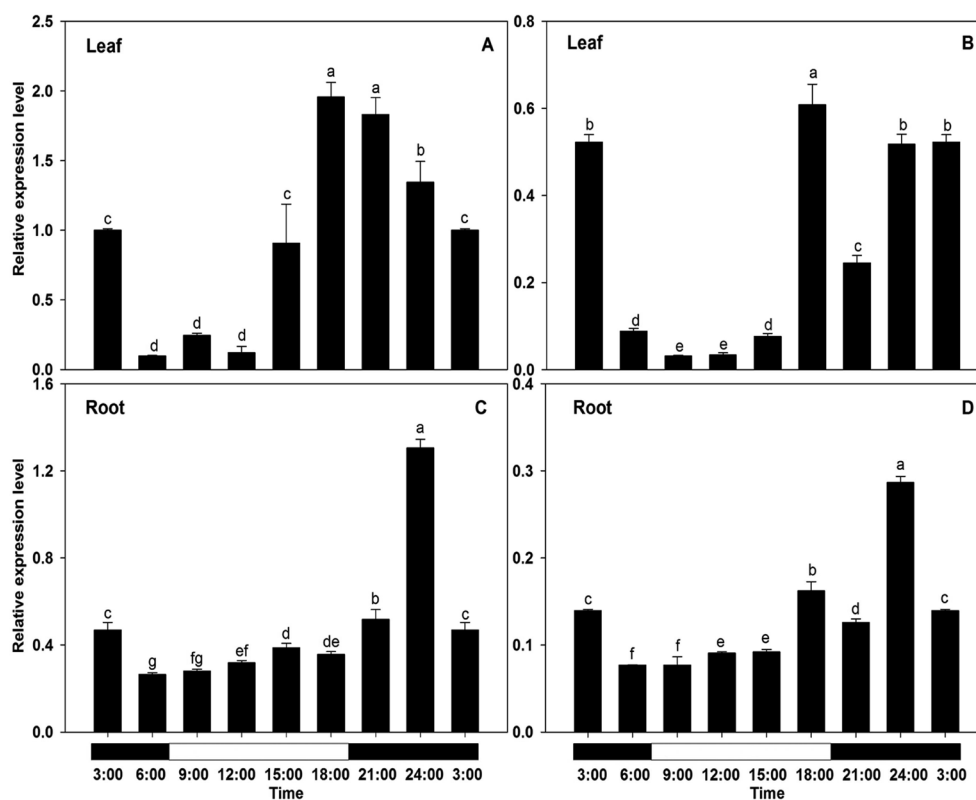 Leaf A
Relative expression level
2.5
2.0
1.5
1.0
0.5
0.0
c d d d c a a b c
Leaf B
0.8
0.6
0.4
0.2
0.0
b d e e d a c b b
Root C
Relative expression level
1.6
1.2
0.8
0.4
0.0
c g fg ef d de b a c
3:00 6:00 9:00 12:00 15:00 18:00 21:00 24:00 3:00
Time
Root D
0.4
0.3
0.2
0.1
0.0
c f f e e b d a c
3:00 6:00 9:00 12:00 15:00 18:00 21:00 24:00 3:00
Time